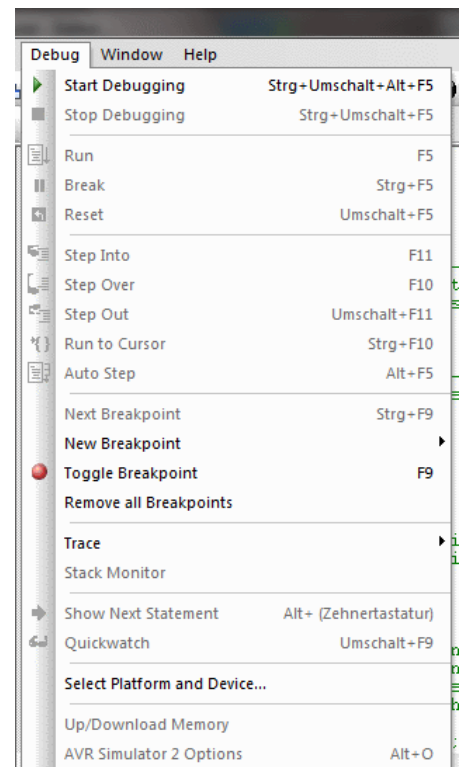 Debug Window Help
Start Debugging Strg+Umschalt+Alt+F5
Stop Debugging Strg+Umschalt+F5
Run F5
Break Strg+F5
Reset Umschalt+F5
Step Into F11
Step Over F10
Step Out Umschalt+F11
Run to Cursor Strg+F10
Auto Step Alt+F5
Next Breakpoint Strg+F9
New Breakpoint
Toggle Breakpoint F9
Remove all Breakpoints
Trace
Stack Monitor
Show Next Statement Alt+ (Zehnertastatur)
Quickwatch Umschalt+F9
Select Platform and Device...
Up/Download Memory
AVR Simulator 2 Options Alt+O